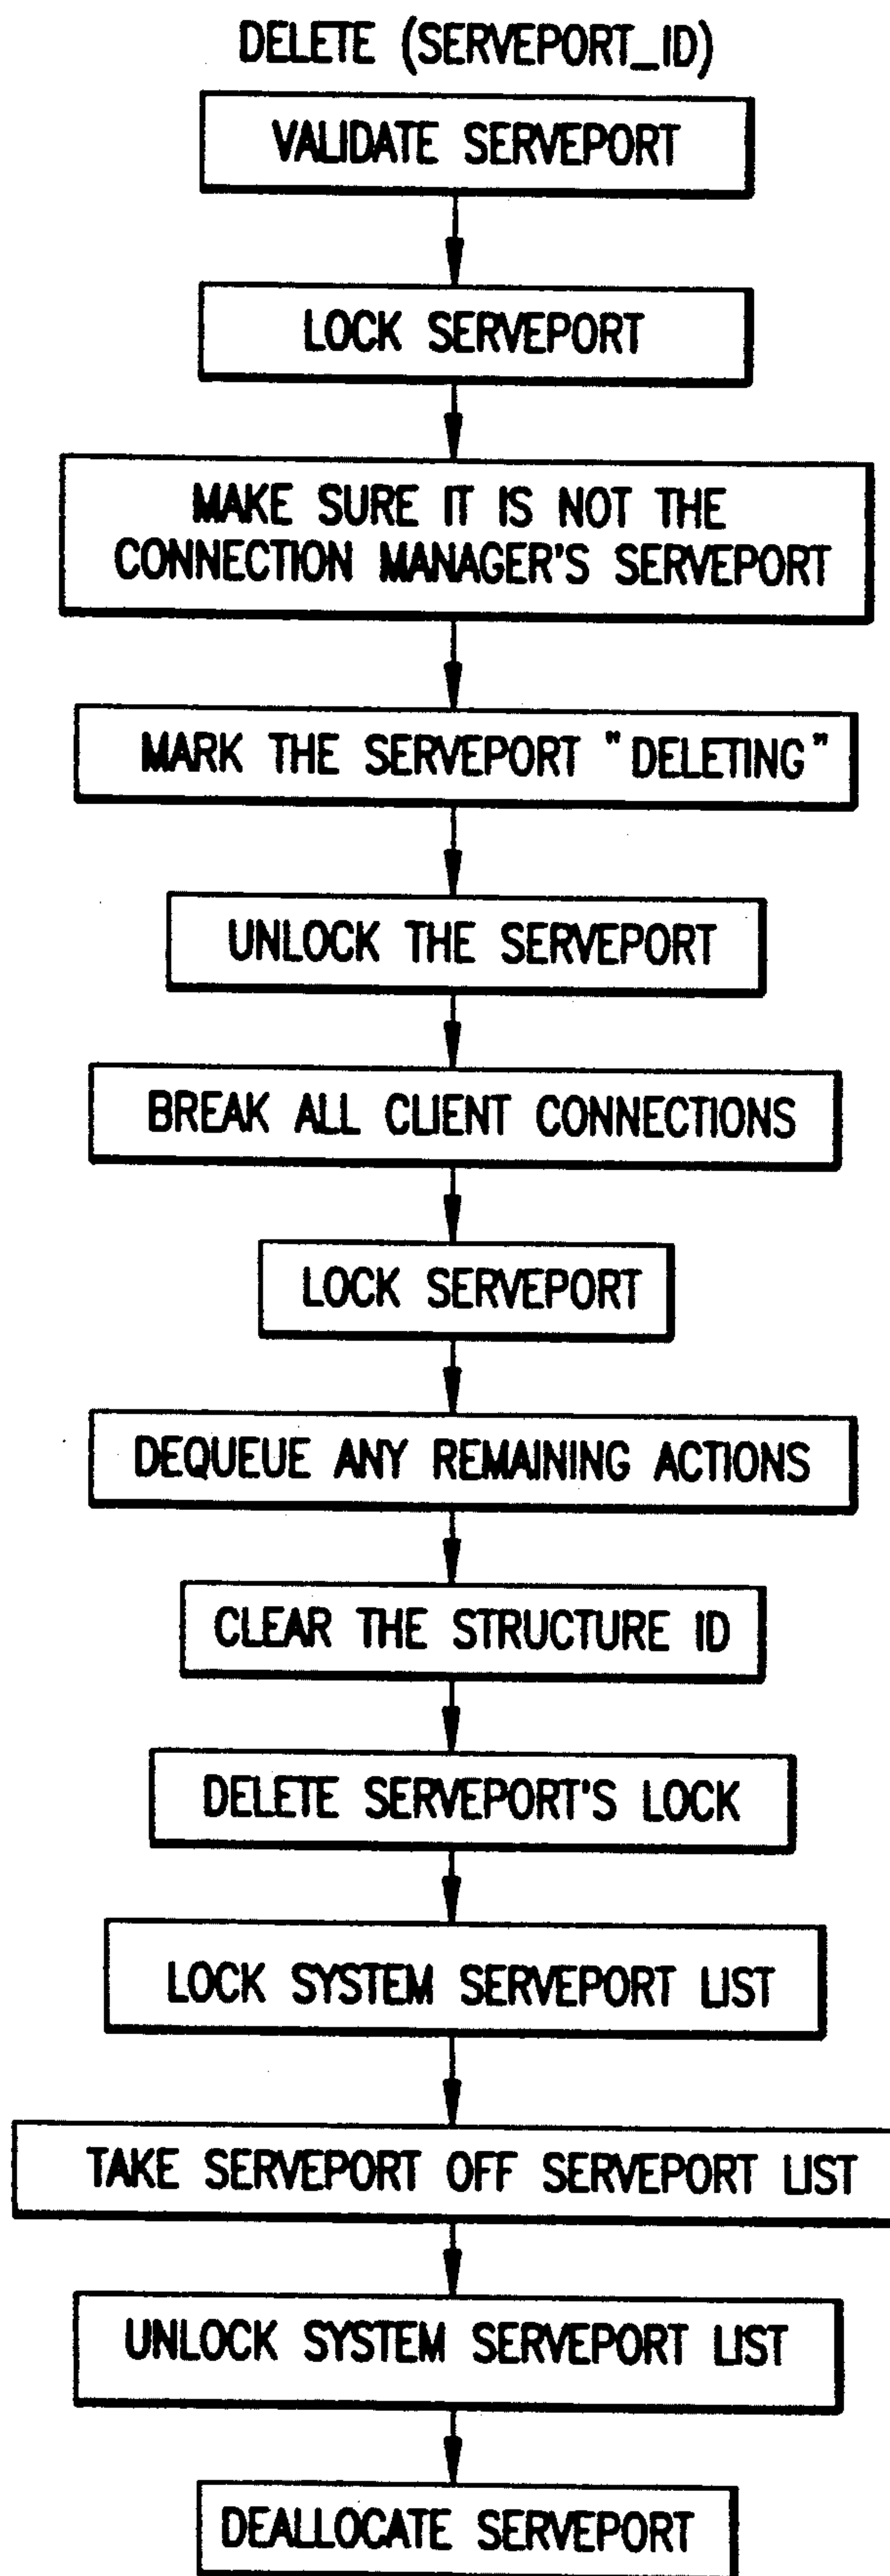 DELETE (SERVEPORT_ID)
VALIDATE SERVEPORT
LOCK SERVEPORT
MAKE SURE IT IS NOT THE
CONNECTION MANAGER'S SERVEPORT
MARK THE SERVEPORT "DELETING"
UNLOCK THE SERVEPORT
BREAK ALL CLIENT CONNECTIONS
LOCK SERVEPORT
DEQUEUE ANY REMAINING ACTIONS
CLEAR THE STRUCTURE ID
DELETE SERVEPORT'S LOCK
LOCK SYSTEM SERVEPORT LIST
TAKE SERVEPORT OFF SERVEPORT LIST
UNLOCK SYSTEM SERVEPORT LIST
DEALLOCATE SERVEPORT